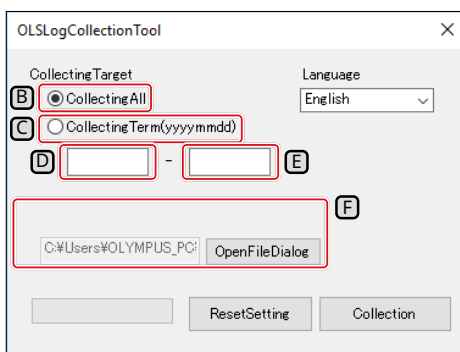 OLSLogCollectionTool
CollectingTarget
Language
B
CollectingAll
English
C
CollectingTerm(yyyymmdd)
D
-
E
F
C:¥Users¥OLYMPUS_PC
OpenFileDialog
ResetSetting
Collection